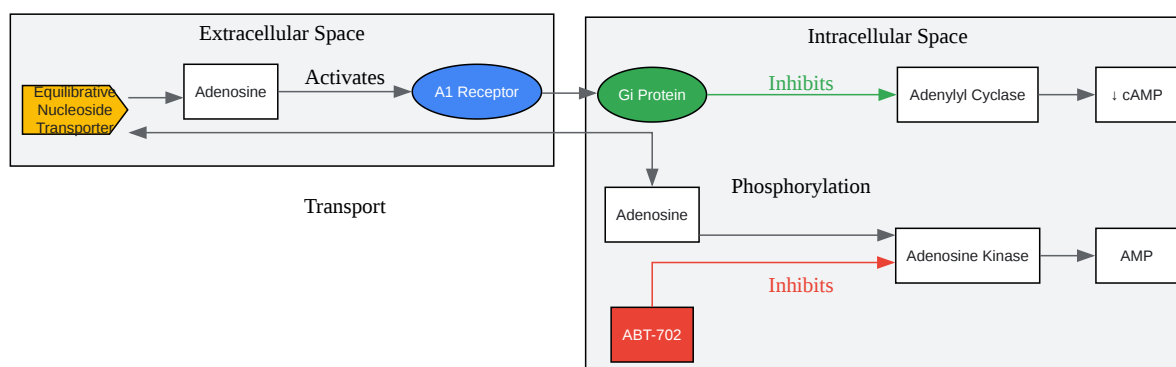 Extracellular Space
Intracellular Space
Equilibrative
Nucleoside
Transporter
Adenosine
Activates
A1 Receptor
Gi Protein
Inhibits
Adenylyl Cyclase
↓ cAMP
Transport
Adenosine
Phosphorylation
Adenosine Kinase
AMP
Inhibits
ABT-702